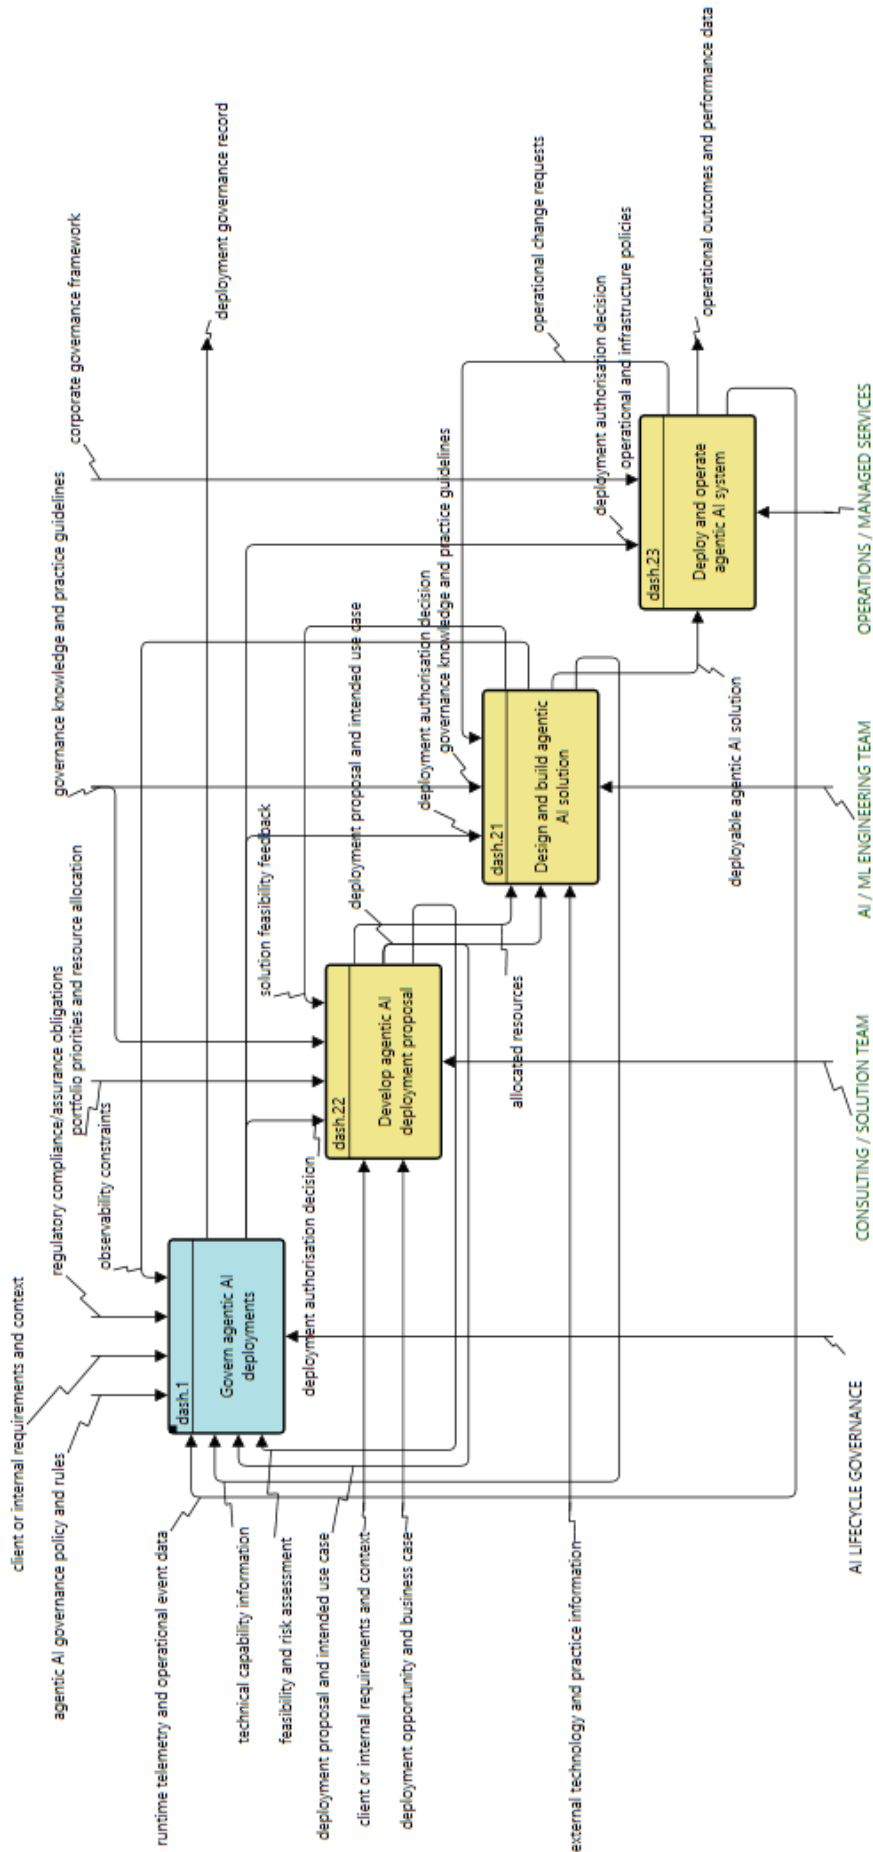 client or internal requirements and context
agentic AI governance policy and rules
regulatory compliance/assurance obligations
portfolio priorities and resource allocation
observability constraints
governance knowledge and practice guidelines
corporate governance framework
deployment governance record
dash.1
Govern agentic AI
deployments
runtime telemetry and operational event data
technical capability information
feasibility and risk assessment
deployment proposal and intended use case
client or internal requirements and context
deployment opportunity and business case
external technology and practice information
deployment authorisation decision
solution feasibility feedback
dash.22
Develop agentic AI
deployment proposal
deployment proposal and intended use case
allocated resources
deployment authorisation decision
governance knowledge and practice guidelines
dash.21
Design and build agentic
AI solution
operational change requests
deployment authorisation decision
operational and infrastructure policies
dash.23
Deploy and operate
agentic AI system
operational outcomes and performance data
deployable agentic AI solution
AI LIFECYCLE GOVERNANCE
CONSULTING / SOLUTION TEAM
AI / ML ENGINEERING TEAM
OPERATIONS / MANAGED SERVICES